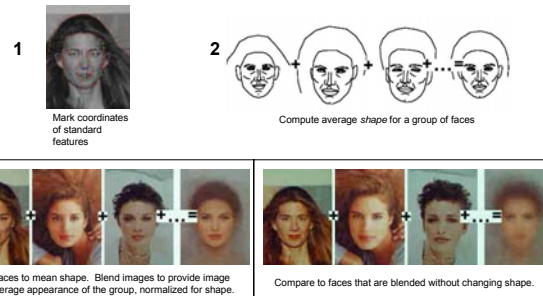 1
2
Mark coordinates
of standard
features
Compute average shape for a group of faces
+ + + ... =
+ + + ... =
+ + + ... =
aces to mean shape. Blend images to provide image
erage appearance of the group, normalized for shape.
Compare to faces that are blended without changing shape.